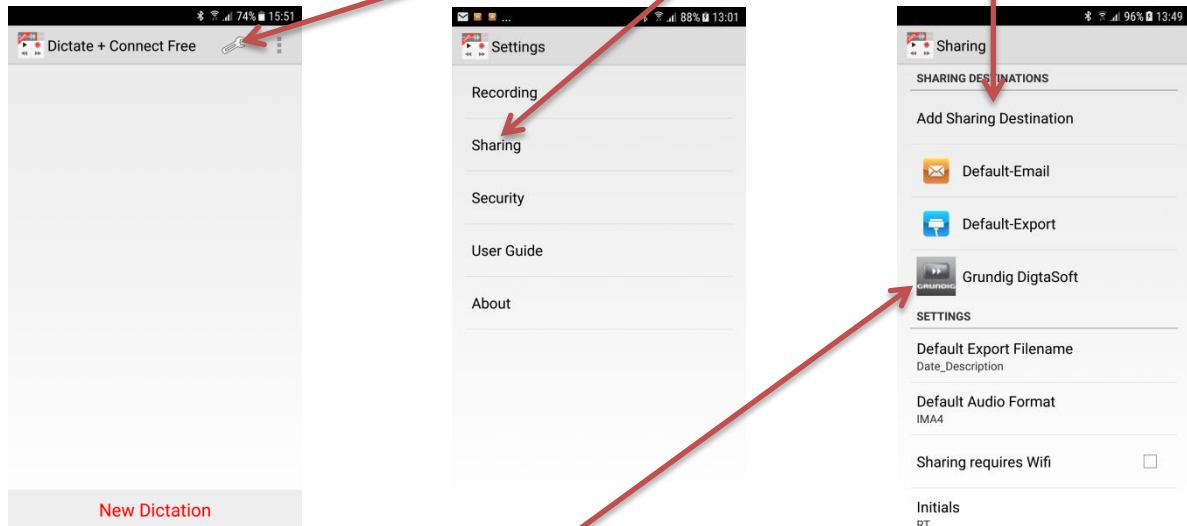 74% 15:51
Dictate + Connect Free
New Dictation
... 88% 13:01
Settings
Recording
Sharing
Security
User Guide
About
96% 13:49
Sharing
SHARING DESTINATIONS
Add Sharing Destination
Default-Email
Default-Export
GRUNDIG
Grundig DigtaSoft
SETTINGS
Default Export Filename
Date_Description
Default Audio Format
IMA4
Sharing requires Wifi
Initials
RT